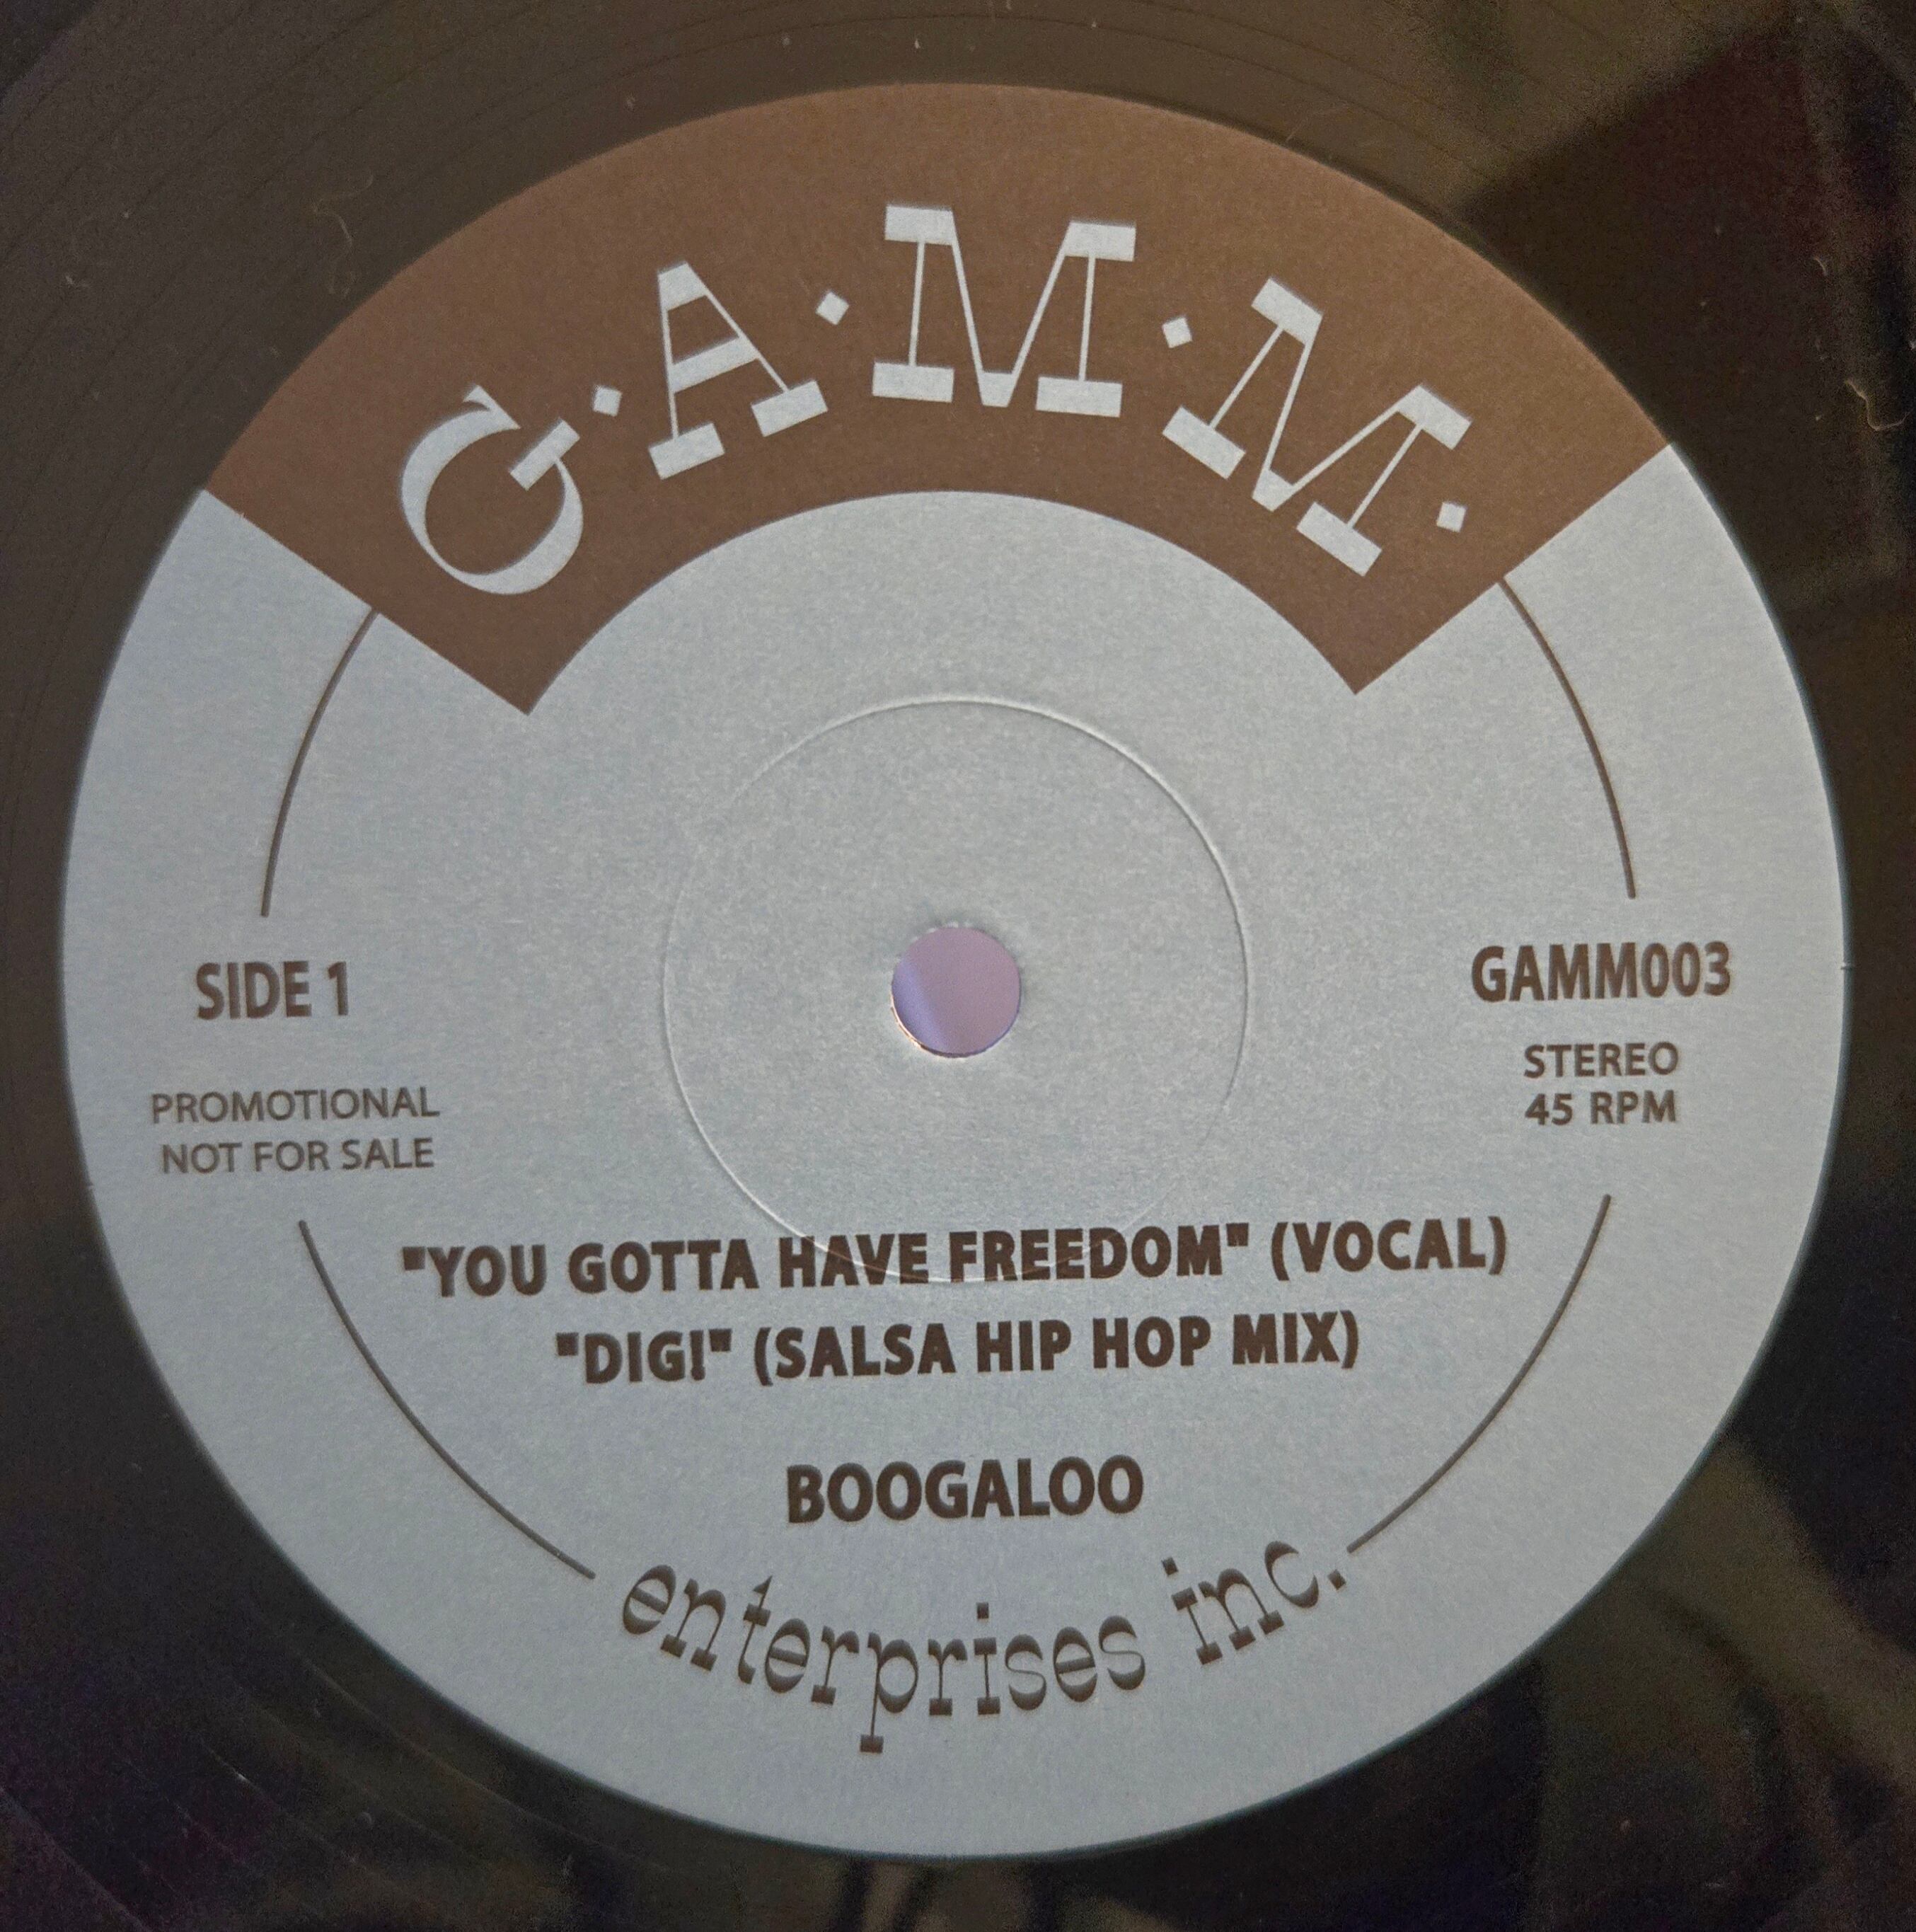 G·A·M·M·
SIDE 1
PROMOTIONAL
NOT FOR SALE
GAMM003
STEREO
45 RPM
"YOU GOTTA HAVE FREEDOM" (VOCAL)
"DIG!" (SALSA HIP HOP MIX)
BOOGALOO
enterprises inc.